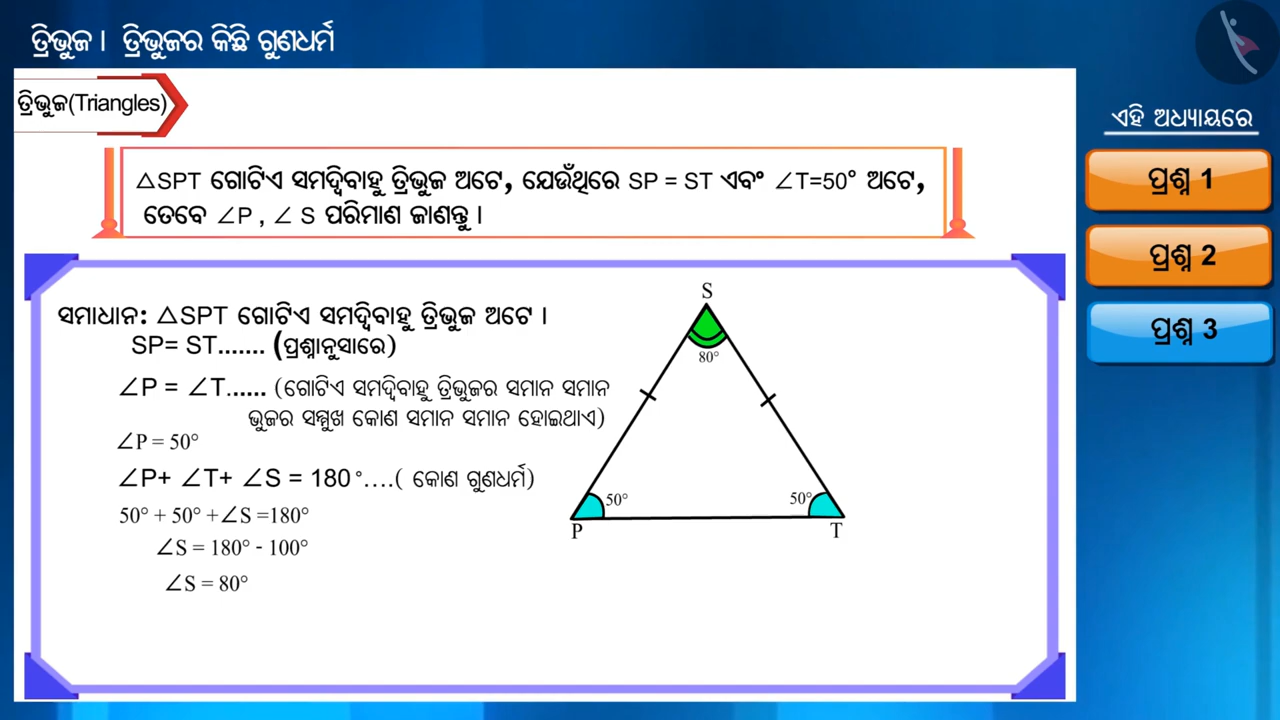 ତ୍ରିଭୁଜ । ତ୍ରିଭୁଜର କିଛି ଗୁଣଧର୍ମ
ତ୍ରିଭୁଜ(Triangles)
△SPT ଗୋଟିଏ ସମଦ୍ୱିବାହୁ ତ୍ରିଭୁଜ ଅଟେ, ଯେଉଁଥିରେ SP = ST ଏବଂ ∠T=50° ଅଟେ,
ତେବେ ∠P , ∠ S ପରିମାଣ ଜାଣନ୍ତୁ ।
ସମାଧାନ: △SPT ଗୋଟିଏ ସମଦ୍ୱିବାହୁ ତ୍ରିଭୁଜ ଅଟେ ।
SP= ST....... (ପ୍ରଶ୍ନାନୁସାରେ)
∠P = ∠T...... (ଗୋଟିଏ ସମଦ୍ୱିବାହୁ ତ୍ରିଭୁଜର ସମାନ ସମାନ
ଭୁଜର ସମ୍ମୁଖ କୋଣ ସମାନ ସମାନ ହୋଇଥାଏ)
∠P = 50°
∠P+ ∠T+ ∠S = 180 °....( କୋଣ ଗୁଣଧର୍ମ)
50° + 50° +∠S =180°
∠S = 180° - 100°
∠S = 80°
S
80°
50°
50°
P
T
ଏହି ଅଧ୍ୟାୟରେ
ପ୍ରଶ୍ନ 1
ପ୍ରଶ୍ନ 2
ପ୍ରଶ୍ନ 3